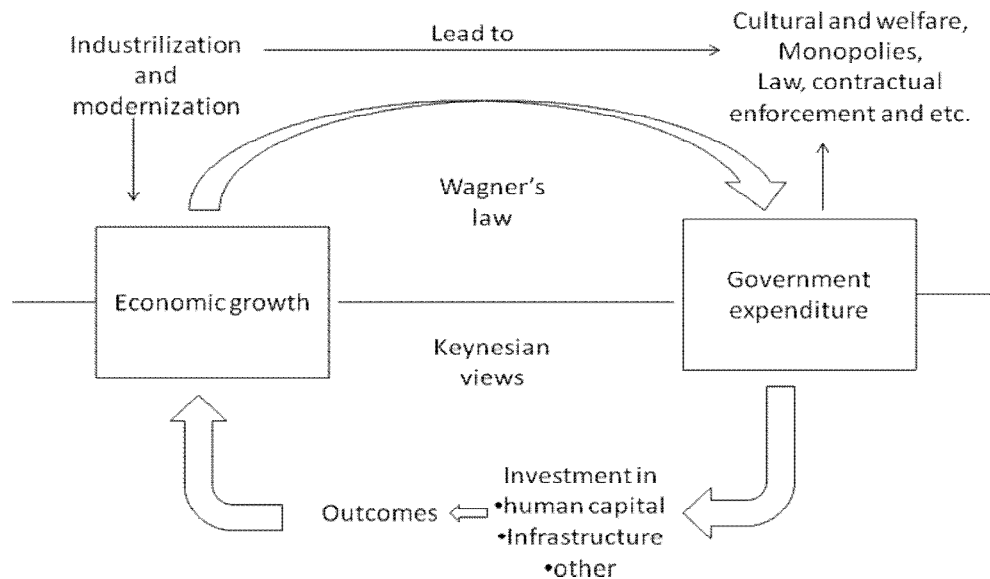 Industrilization
and
modernization
Lead to
Cultural and welfare,
Monopolies,
Law, contractual
enforcement and etc.
Wagner's
law
Economic growth
Government
expenditure
Keynesian
views
Outcomes
Investment in
•human capital
•Infrastructure
•other